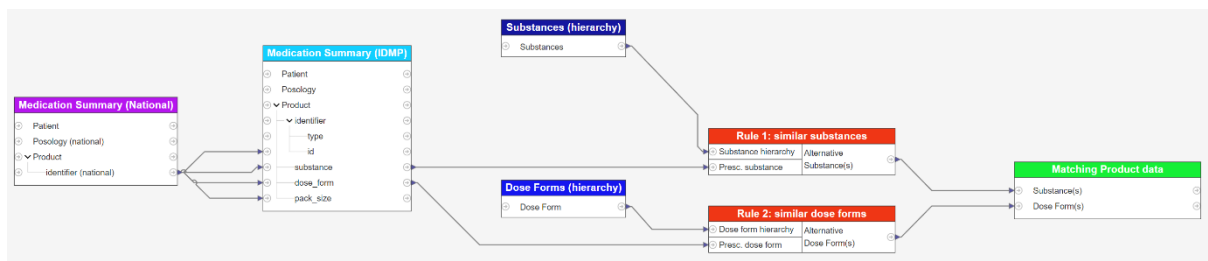 Medication Summary (National)
Patient
Posology (national)
Product
identifier (national)
Medication Summary (IDMP)
Patient
Posology
Product
identifier
type
id
substance
dose_form
pack_size
Substances (hierarchy)
Substances
Dose Forms (hierarchy)
Dose Form
Rule 1: similar substances
Substance hierarchy
Presc. substance
Alternative
Substance(s)
Rule 2: similar dose forms
Dose form hierarchy
Presc. dose form
Alternative
Dose Form(s)
Matching Product data
Substance(s)
Dose Form(s)